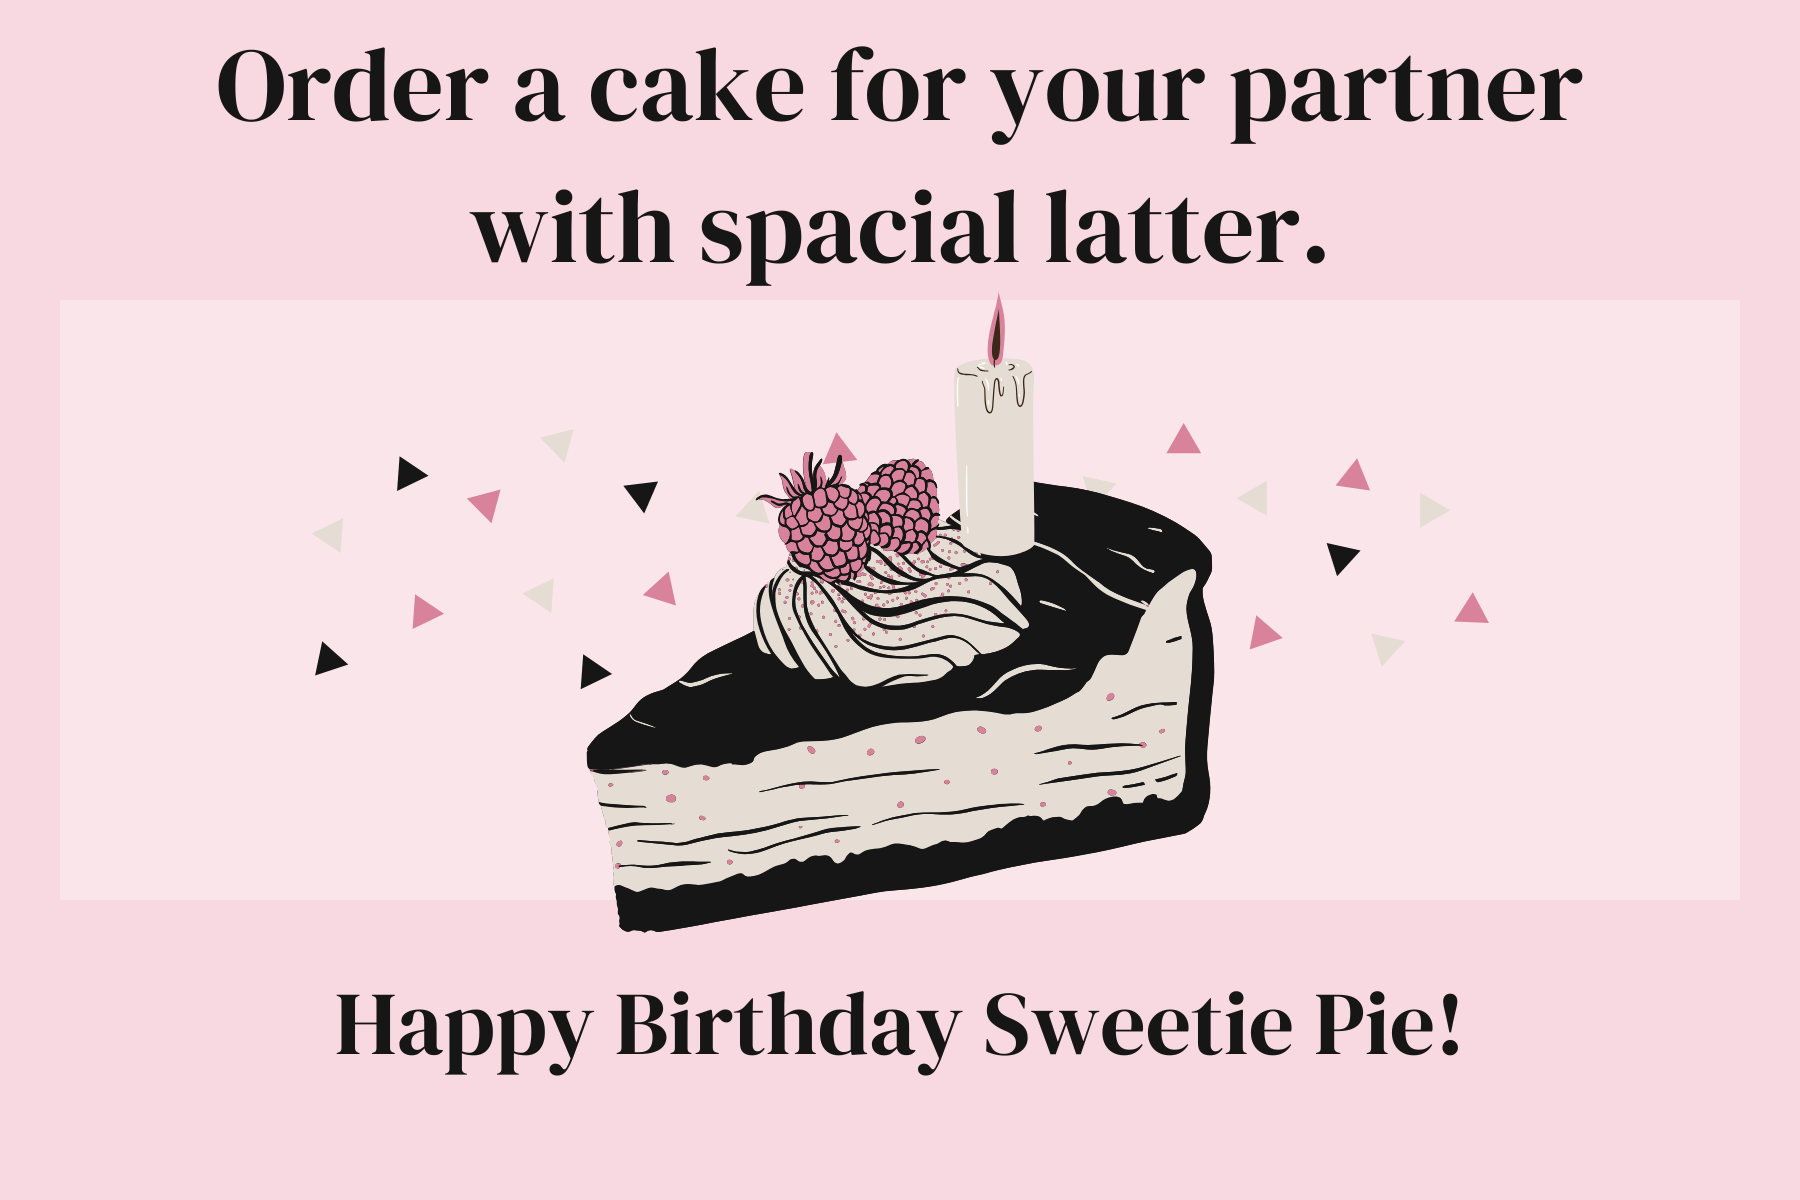 Order a cake for your partner
with spacial latter.
Happy Birthday Sweetie Pie!